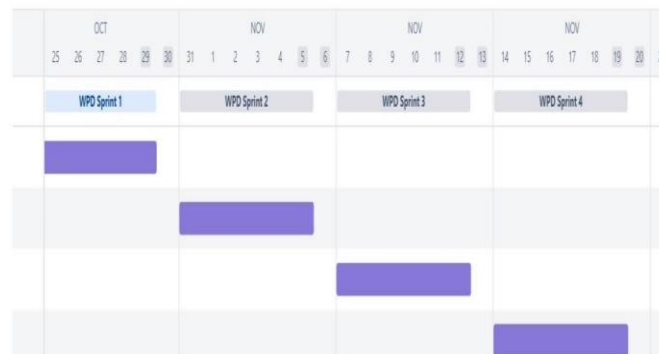 OCT NOV NOV NOV
25 26 27 28 29 30 31 1 2 3 4 5 6 7 8 9 10 11 12 13 14 15 16 17 18 19 20
WPD Sprint 1 WPD Sprint 2 WPD Sprint 3 WPD Sprint 4